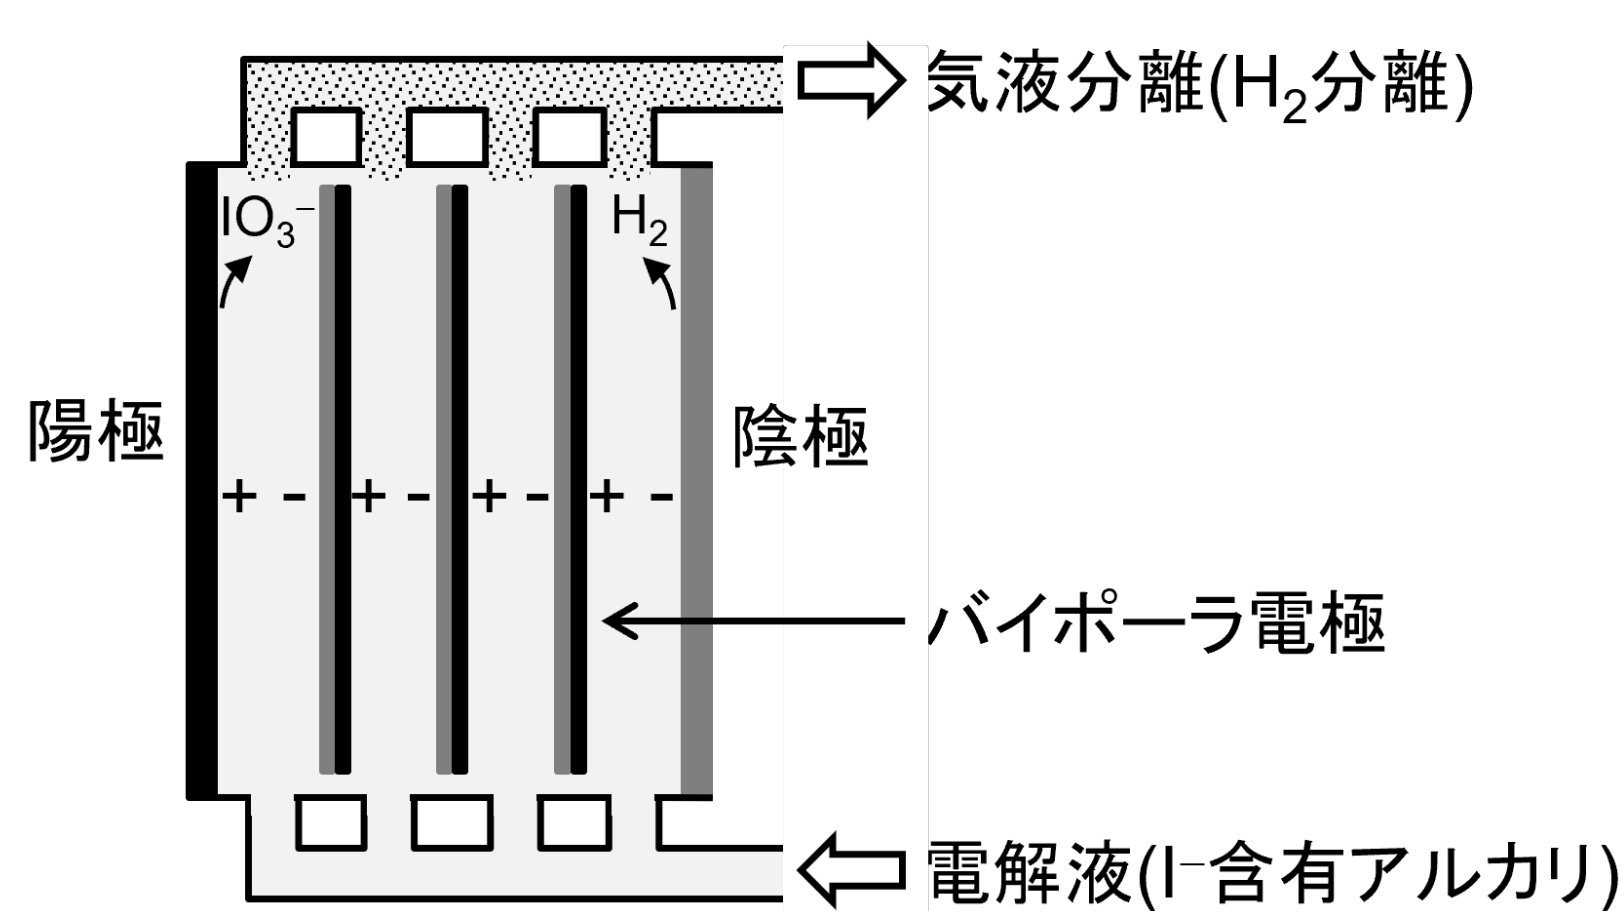 気液分離(H₂分離)
IO₃⁻
H₂
陽極
陰極
+ - + - + - + -
バイポーラ電極
電解液(I⁻含有アルカリ)